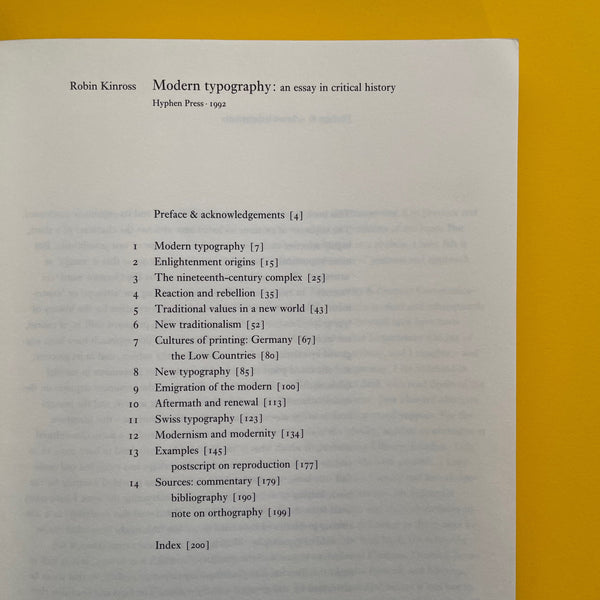 Robin Kinross Modern typography: an essay in critical history
Hyphen Press · 1992
Preface & acknowledgements [4]
1 Modern typography [7]
2 Enlightenment origins [15]
3 The nineteenth-century complex [25]
4 Reaction and rebellion [35]
5 Traditional values in a new world [43]
6 New traditionalism [52]
7 Cultures of printing: Germany [67]
the Low Countries [80]
8 New typography [85]
9 Emigration of the modern [100]
10 Aftermath and renewal [113]
11 Swiss typography [123]
12 Modernism and modernity [134]
13 Examples [145]
postscript on reproduction [177]
14 Sources: commentary [179]
bibliography [190]
note on orthography [199]
Index [200]